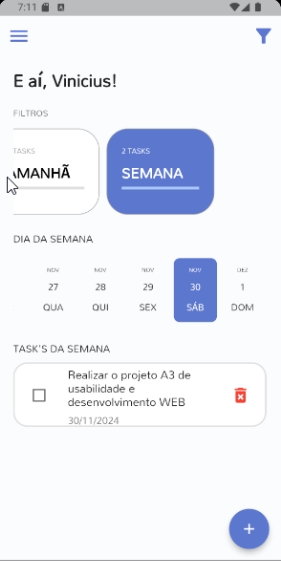 7:11
E aí, Vinicius!
FILTROS
TASKS
2 TASKS
AMANHÃ
SEMANA
DIA DA SEMANA
NOV NOV NOV NOV DEZ
27 28 29 30 1
QUA QUI SEX SÁB DOM
TASK'S DA SEMANA
Realizar o projeto A3 de
usabilidade e
desenvolvimento WEB
30/11/2024
+